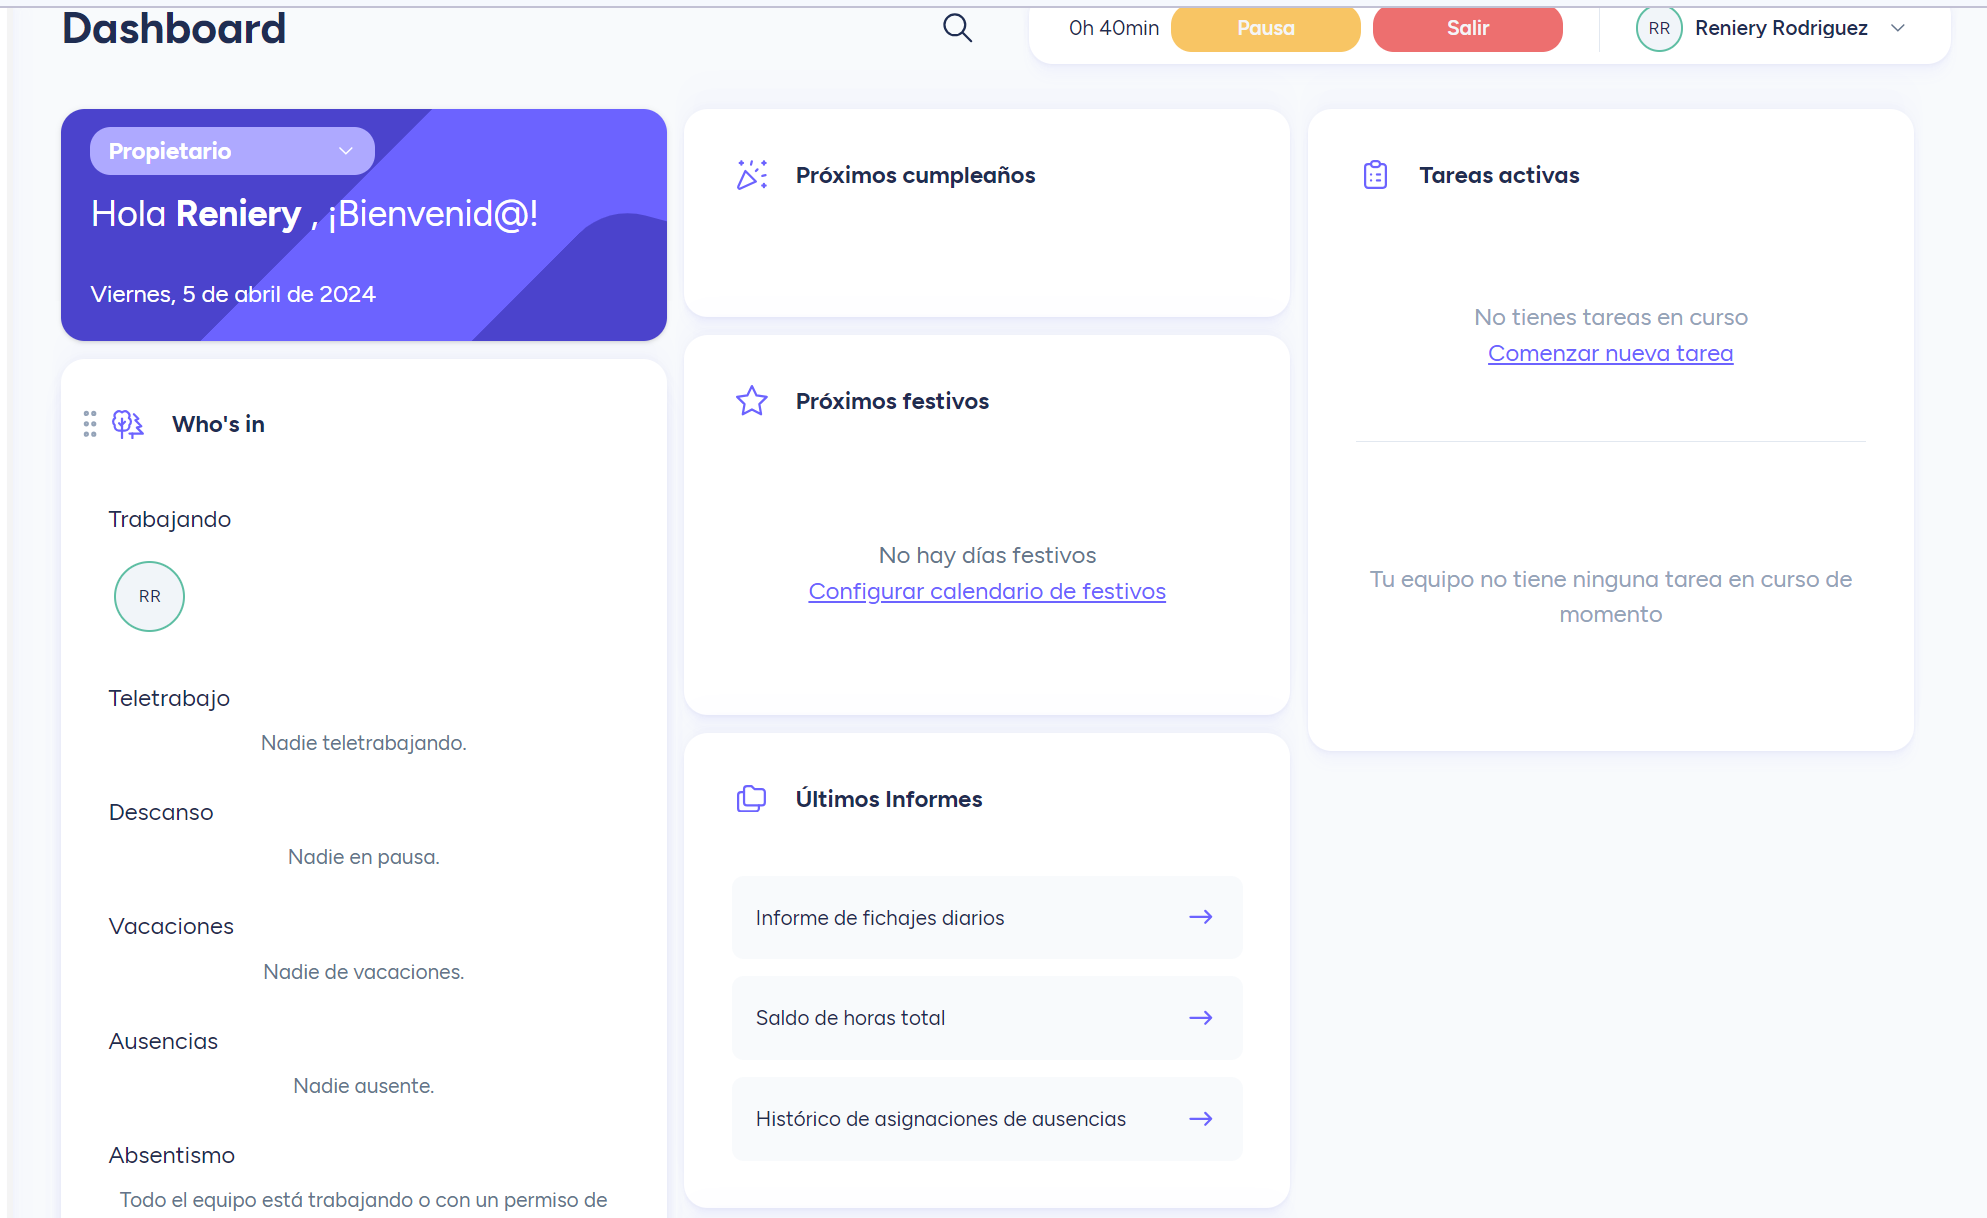 Dashboard
0h 40min
Pausa
Salir
RR
Reniery Rodriguez
Propietario
Hola Reniery , ¡Bienvenid@!
Viernes, 5 de abril de 2024
Who's in
Trabajando
RR
Teletrabajo
Nadie teletrabajando.
Descanso
Nadie en pausa.
Vacaciones
Nadie de vacaciones.
Ausencias
Nadie ausente.
Absentismo
Todo el equipo está trabajando o con un permiso de
Próximos cumpleaños
Próximos festivos
No hay días festivos
Configurar calendario de festivos
Últimos Informes
Informe de fichajes diarios
Saldo de horas total
Histórico de asignaciones de ausencias
Tareas activas
No tienes tareas en curso
Comenzar nueva tarea
Tu equipo no tiene ninguna tarea en curso de
momento